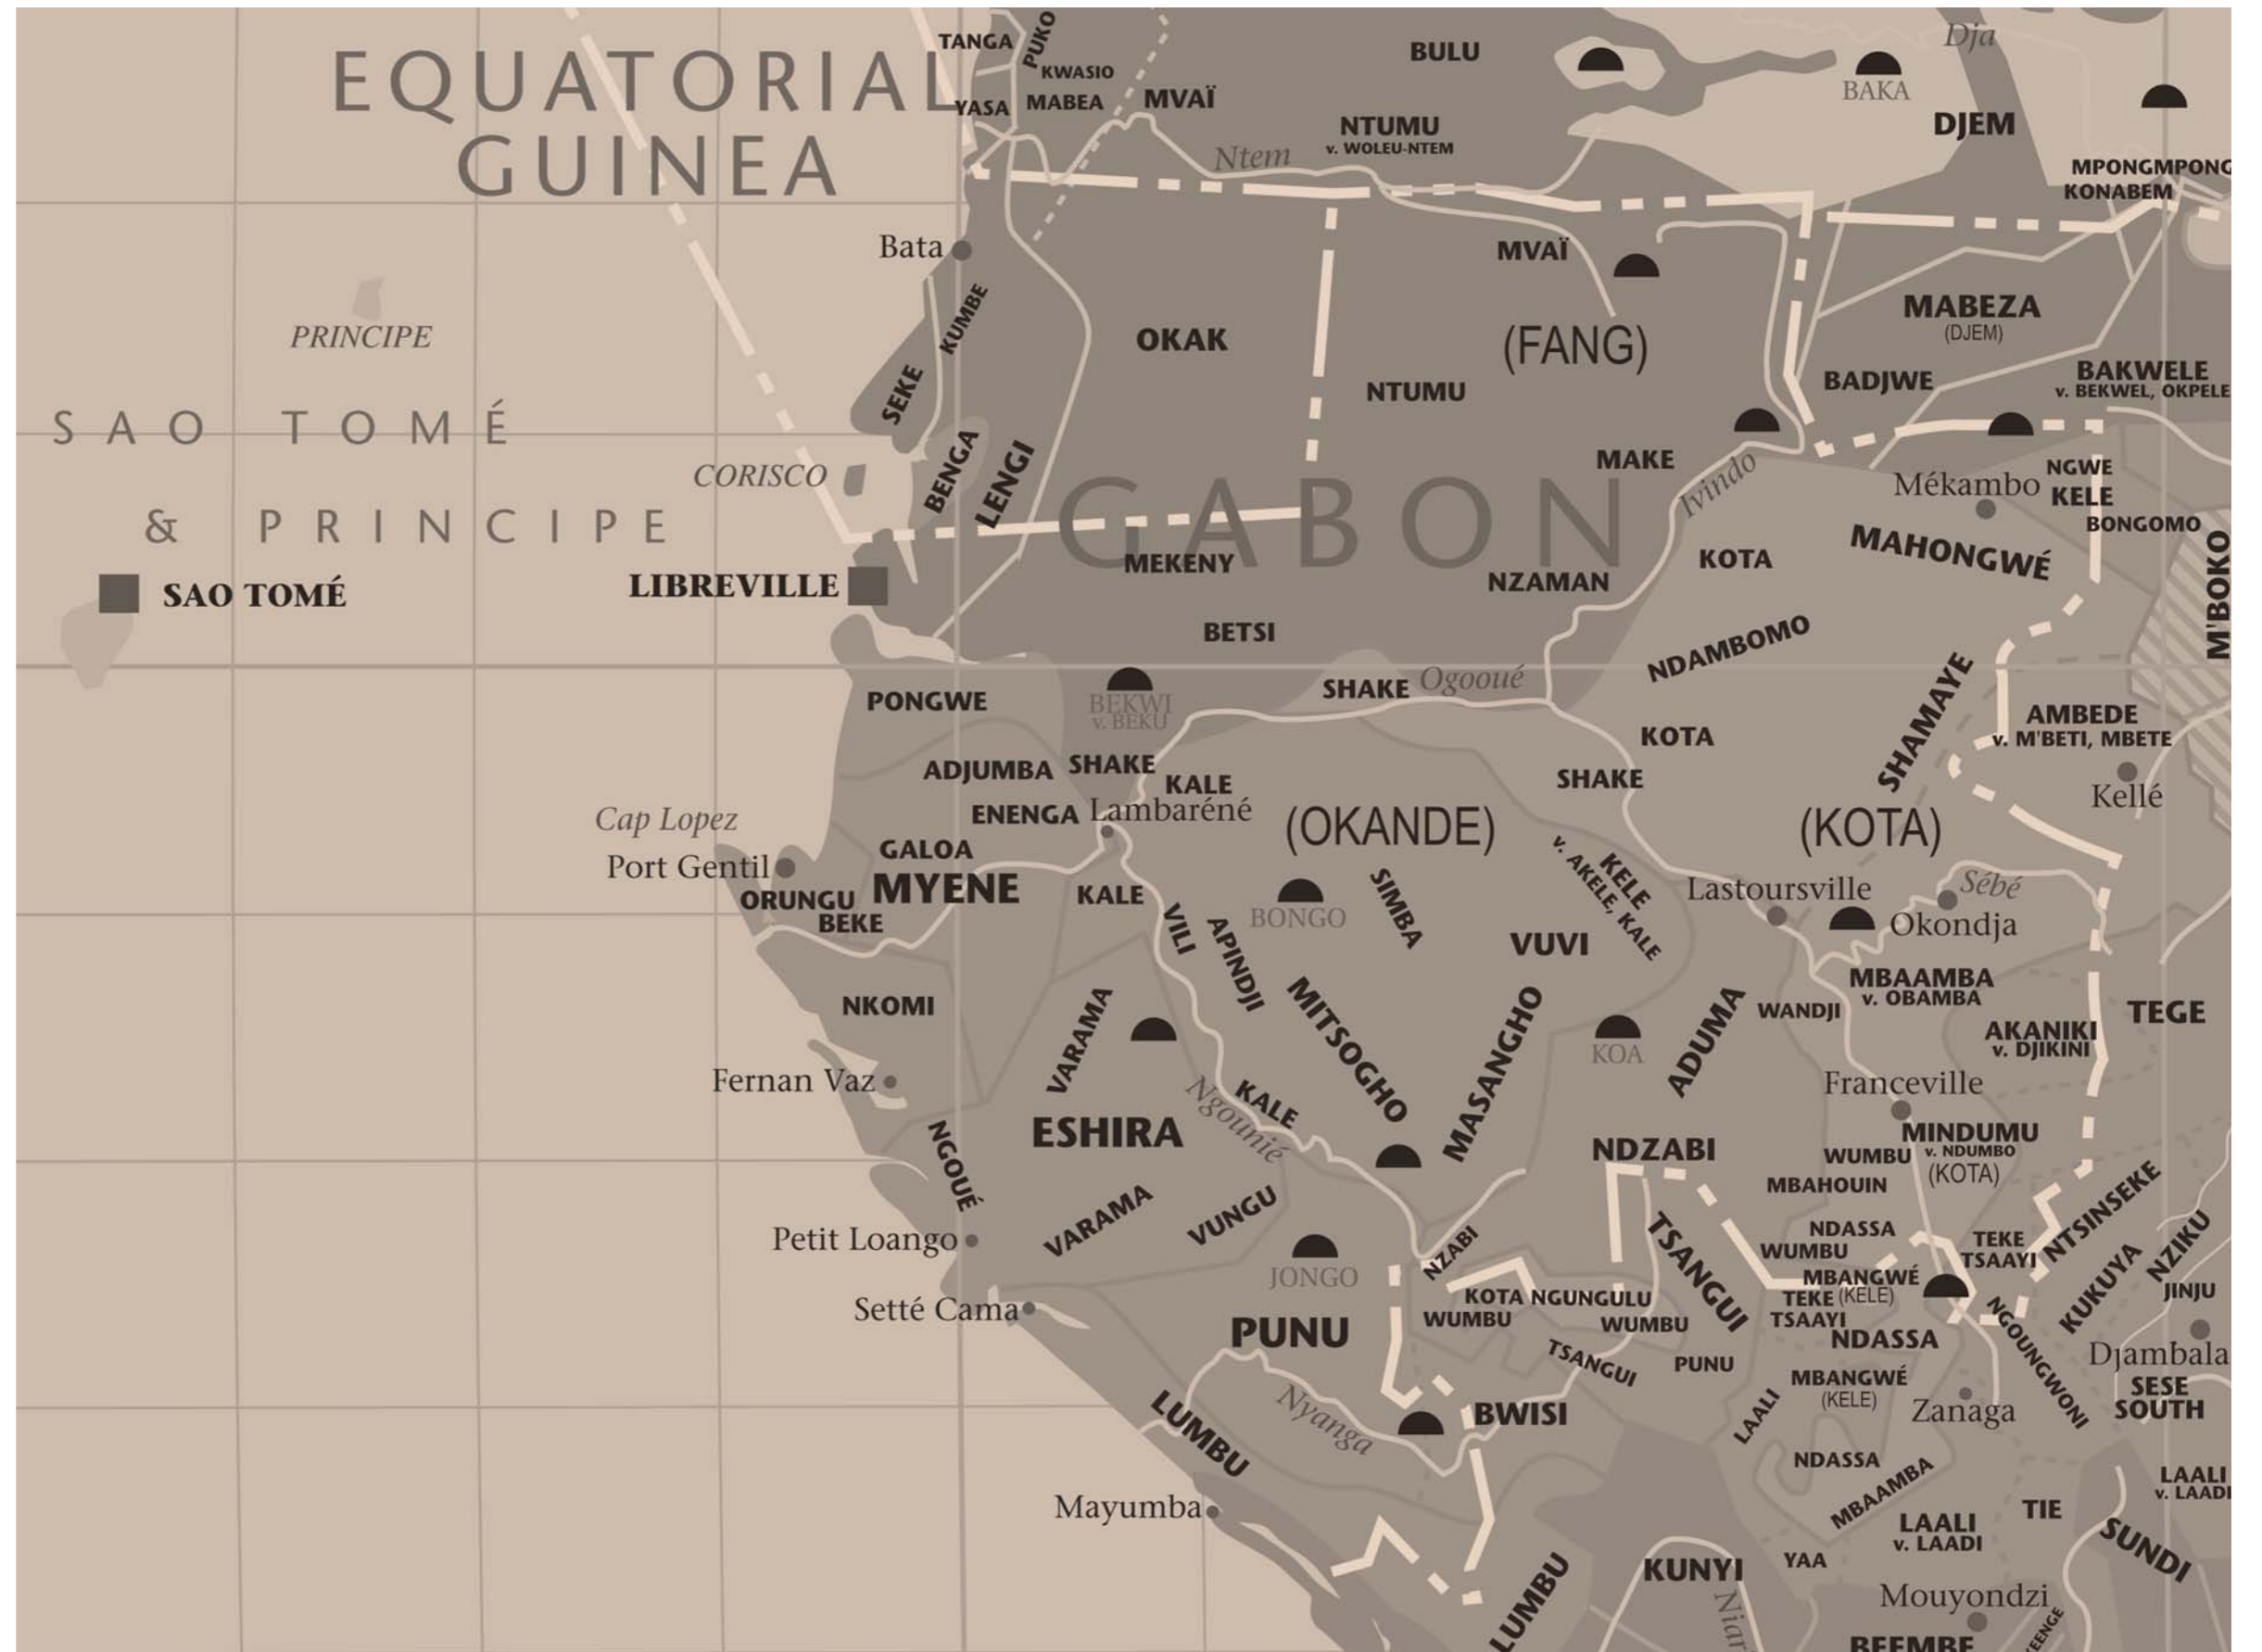 TANGA
PUKO
KWASIO
YASA
MABEA
MVAÏ
BULU
Dja
BAKA
DJEM
EQUATORIAL
GUINEA
NTUMU
v. WOLEU-NTEM
Ntem
MPONGMPONG
KONABEM
Bata
MVAÏ
KUMBE
OKAK
(FANG)
MABEZA
(DJEM)
PRINCIPE
SEKE
NTUMU
BADJWE
BAKWELE
v. BEKWEL, OKPELE
SAO TOMÉ
& PRINCIPE
CORISCO
BENGA
LENGI
MAKE
Ivindo
Mékambo
NGWE
KELE
BONGOMO
GABON
MEKENY
NZAMAN
KOTA
MAHONGWÉ
M'BOKO
SAO TOMÉ
LIBREVILLE
BETSI
NDAMBOMO
SHAMAYE
PONGWE
BEKWI
v. BEKU
SHAKE
Ogooué
KOTA
AMBEDE
v. M'BETI, MBETE
ADJUMBA
SHAKE
KALE
SHAKE
Kellé
ENENGA
Lambaréné
Cap Lopez
(OKANDE)
(KOTA)
GALOA
Port Gentil
MYENE
ORUNGU
BEKE
KALE
VILI
APINDJI
BONGO
SIMBA
KELE
v. AKELE, KALE
VUVI
Lastoursville
Sébé
Okondja
NKOMI
VARAMA
MITSOGHO
MASANGHO
KOA
ADUMA
WANDJI
MBAAMBA
v. OBAMBA
TEGE
AKANIKI
v. DJIKINI
Fernan Vaz
Franceville
Ngounié
KALE
ESHIRA
NGOUÉ
NDZABI
MINDUMU
v. NDUMBO
(KOTA)
WUMBU
MBAHOUIN
VARAMA
VUNGU
Petit Loango
JONGO
NZABI
TSANGUI
NDASSA
WUMBU
TEKE
TSAAYI
NTSINSEKE
NZIKU
KUKUYA
MBANGWÉ
(KELE)
TEKE
TSAAYI
JINJU
Setté Cama
KOTA
NGUNGULU
WUMBU
WUMBU
PUNU
NDASSA
NGOUNGWONI
TSANGUI
PUNU
Djambala
MBANGWÉ
(KELE)
SESE
SOUTH
LUMBU
Nyanga
BWISI
LAALI
Zanaga
NDASSA
MBAAMBA
LAALI
v. LAADI
Mayumba
TIE
LAALI
v. LAADI
SUNDI
LUMBU
KUNYI
YAA
Niar
Mouyondzi
BEEMBE